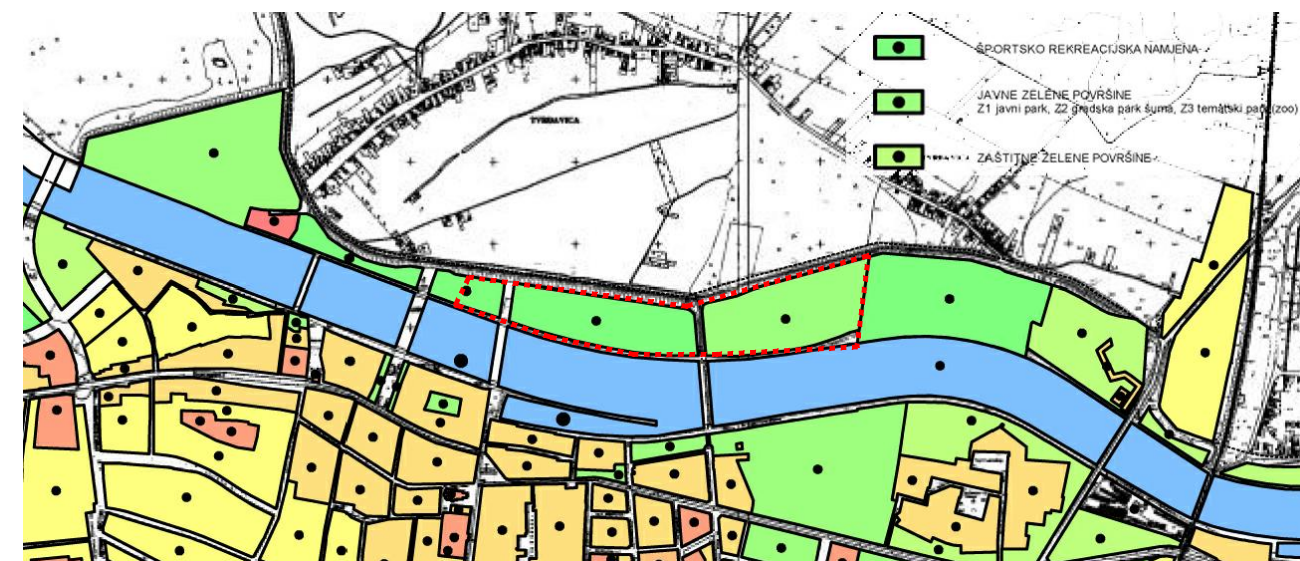 ŠPORTSKO REKREACIJSKA NAMJENA
JAVNE ZELENE POVRŠINE
Z1 javni park, Z2 gradska park šuma, Z3 tematski park (zoo)
TVRĐAVICA
ZAŠTITNE ZELENE POVRŠINE